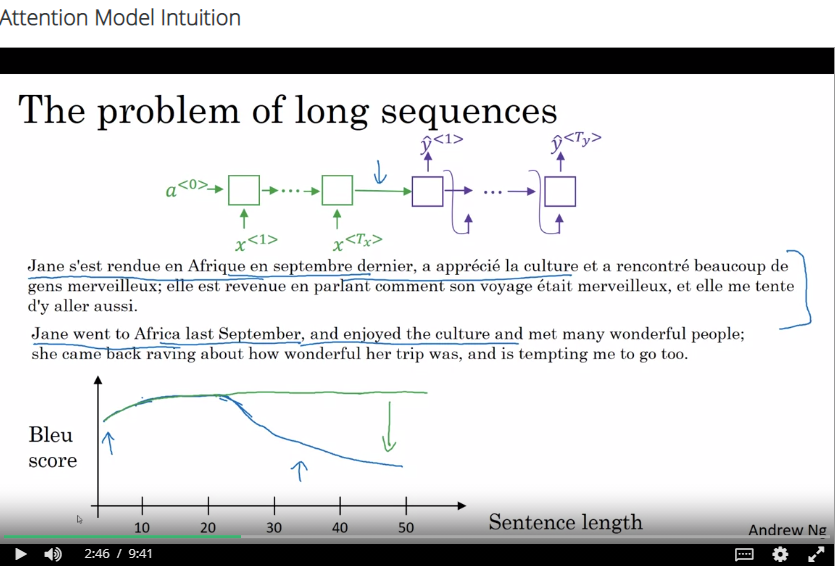 Attention Model Intuition
The problem of long sequences
ŷ<1> ŷ<Ty>
a<0> ... ...
x<1> x<Tx>
Jane s'est rendue en Afrique en septembre dernier, a apprécié la culture et a rencontré beaucoup de
gens merveilleux; elle est revenue en parlant comment son voyage était merveilleux, et elle me tente
d'y aller aussi.
Jane went to Africa last September, and enjoyed the culture and met many wonderful people;
she came back raving about how wonderful her trip was, and is tempting me to go too.
Bleu
score
10 20 30 40 50
Sentence length
Andrew Ng
2:46 / 9:41